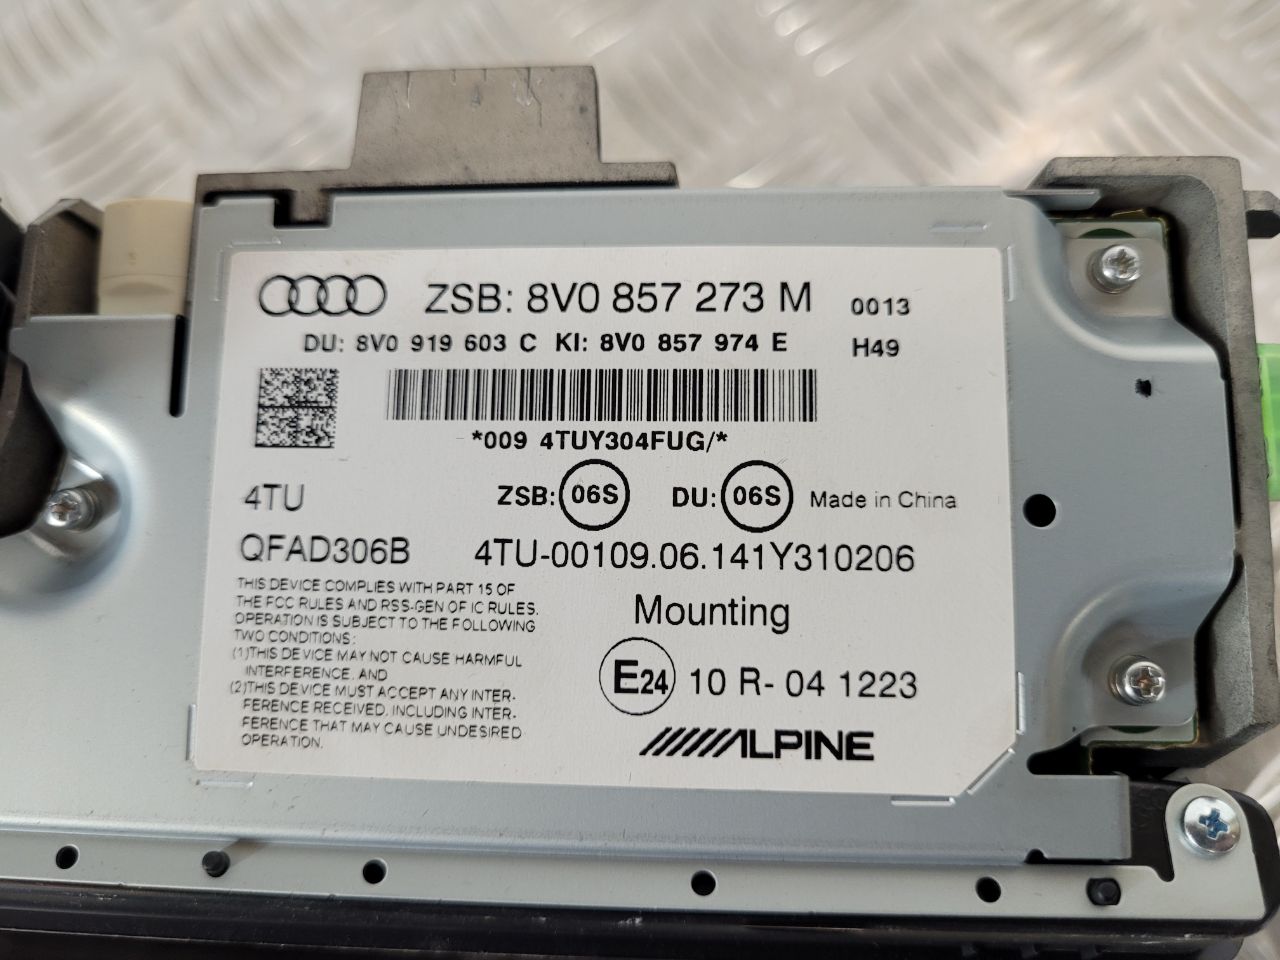 ZSB: 8V0 857 273 M 0013
DU: 8V0 919 603 C KI: 8V0 857 974 E H49
*009 4TUY304FUG/*
4TU ZSB: 06S DU: 06S Made in China
QFAD306B 4TU-00109.06.141Y310206
THIS DEVICE COMPLIES WITH PART 15 OF
THE FCC RULES AND RSS-GEN OF IC RULES.
OPERATION IS SUBJECT TO THE FOLLOWING
TWO CONDITIONS:
(1)THIS DEVICE MAY NOT CAUSE HARMFUL
INTERFERENCE, AND
(2)THIS DEVICE MUST ACCEPT ANY INTER-
FERENCE RECEIVED, INCLUDING INTER-
FERENCE THAT MAY CAUSE UNDESIRED
OPERATION.
Mounting
E24 10 R- 04 1223
ALPINE